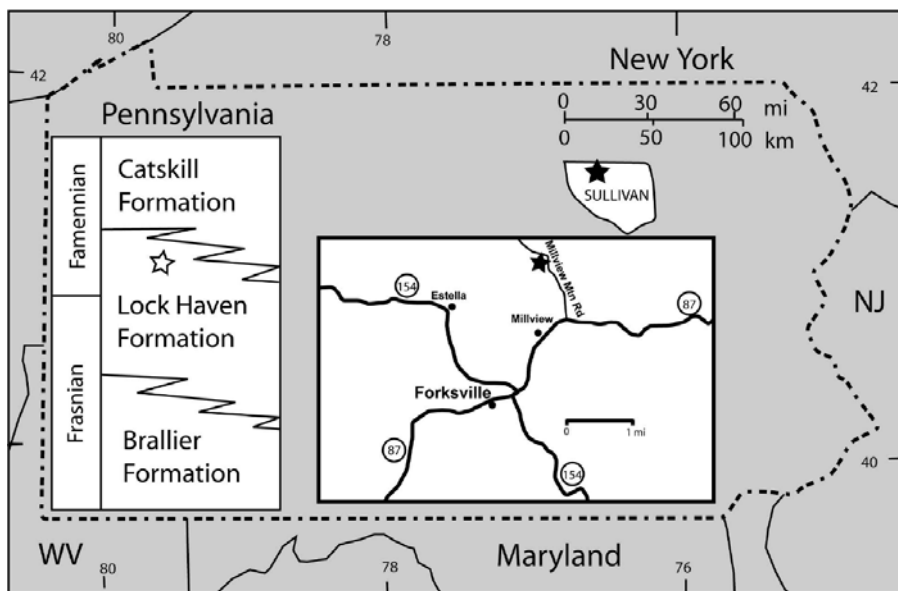 80
78
New York
42
42
Pennsylvania
0 30 60 mi
0 50 100 km
SULLIVAN
Famennian
Frasnian
Catskill
Formation
Lock Haven
Formation
Brallier
Formation
154
Estella
Millview Mtn Rd
Millview
87
Forksville
0 1 mi
87
154
NJ
40
WV
Maryland
80
78
76